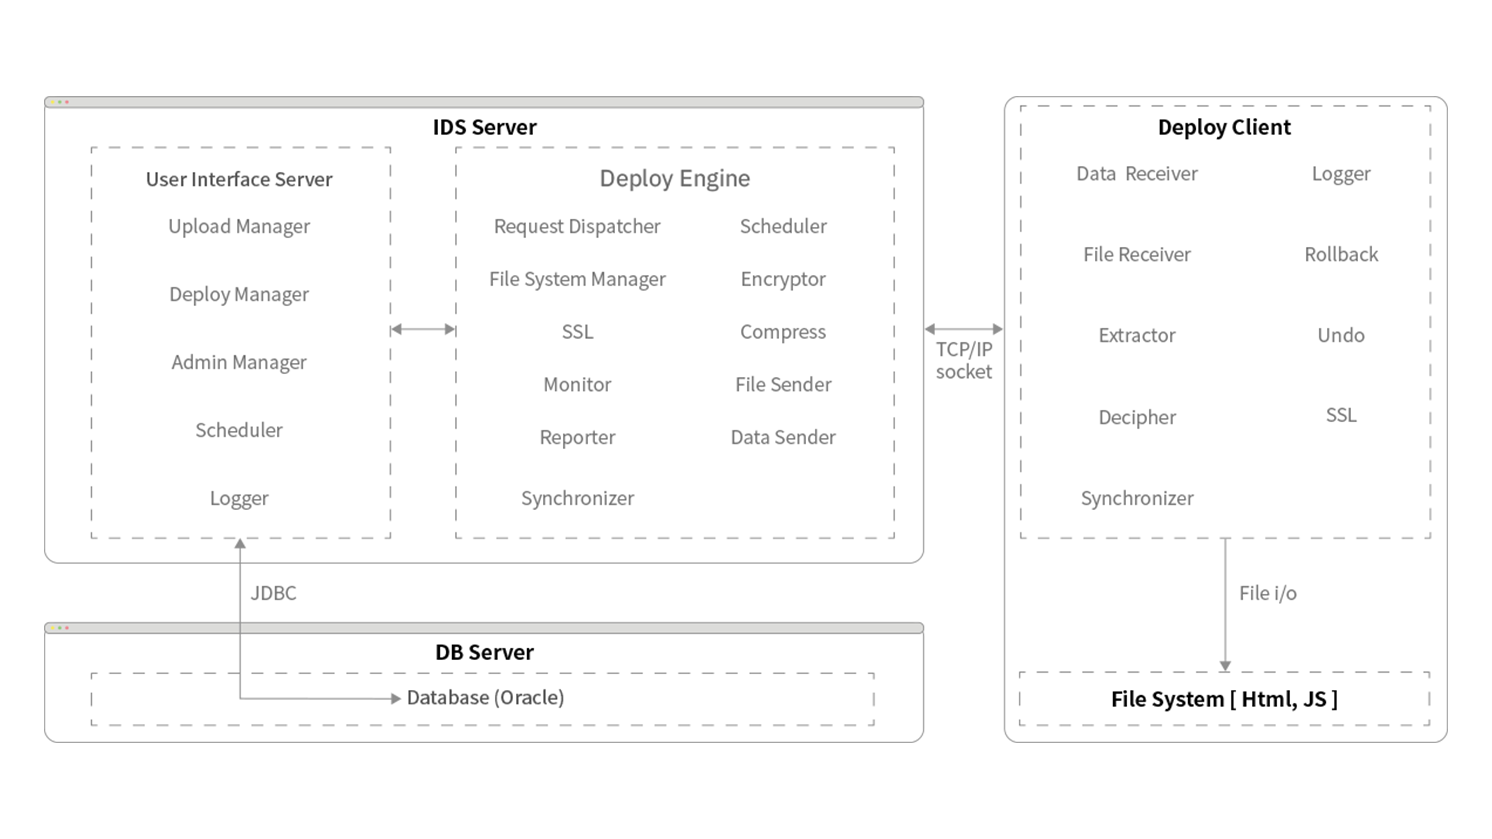 IDS Server
User Interface Server
Upload Manager
Deploy Manager
Admin Manager
Scheduler
Logger
Deploy Engine
Request Dispatcher
Scheduler
File System Manager
Encryptor
SSL
Compress
Monitor
File Sender
Reporter
Data Sender
Synchronizer
TCP/IP
socket
Deploy Client
Data Receiver
Logger
File Receiver
Rollback
Extractor
Undo
Decipher
SSL
Synchronizer
JDBC
File i/o
DB Server
Database (Oracle)
File System [ Html, JS ]